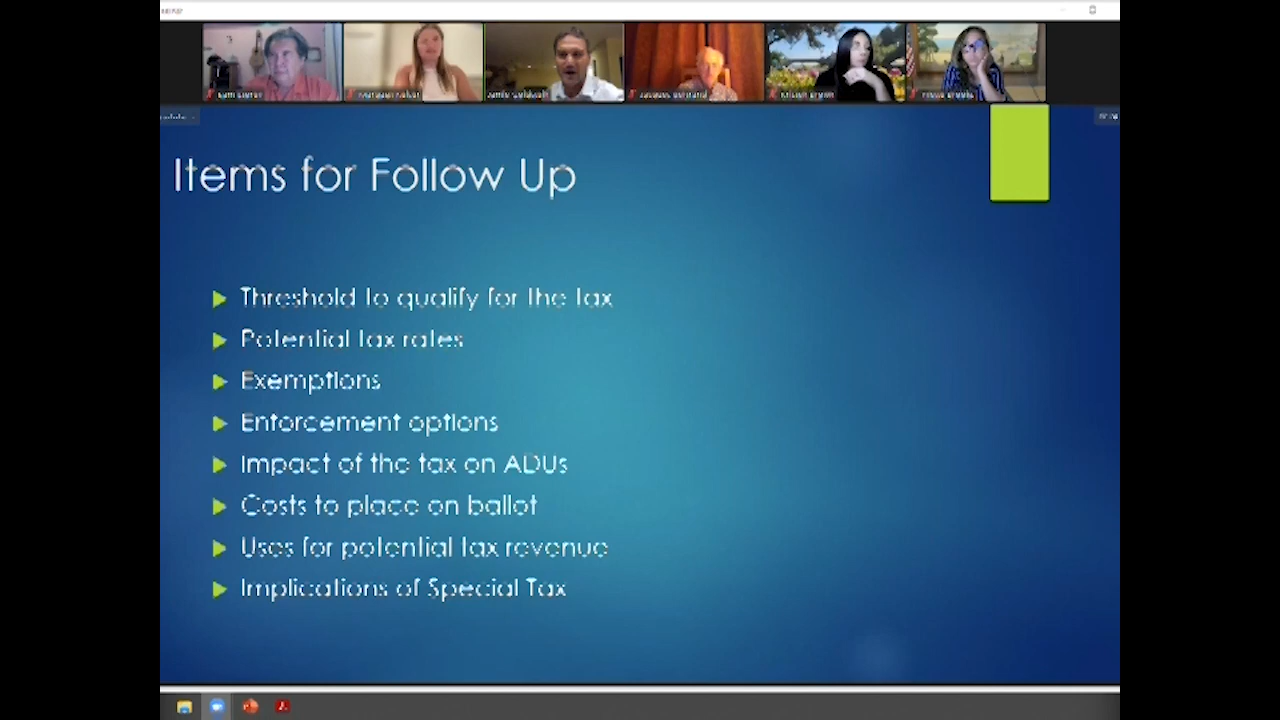 Items for Follow Up
Threshold to qualify for the tax
Potential tax rates
Exemptions
Enforcement options
Impact of the tax on ADUs
Costs to place on ballot
Uses for potential tax revenue
Implications of Special Tax